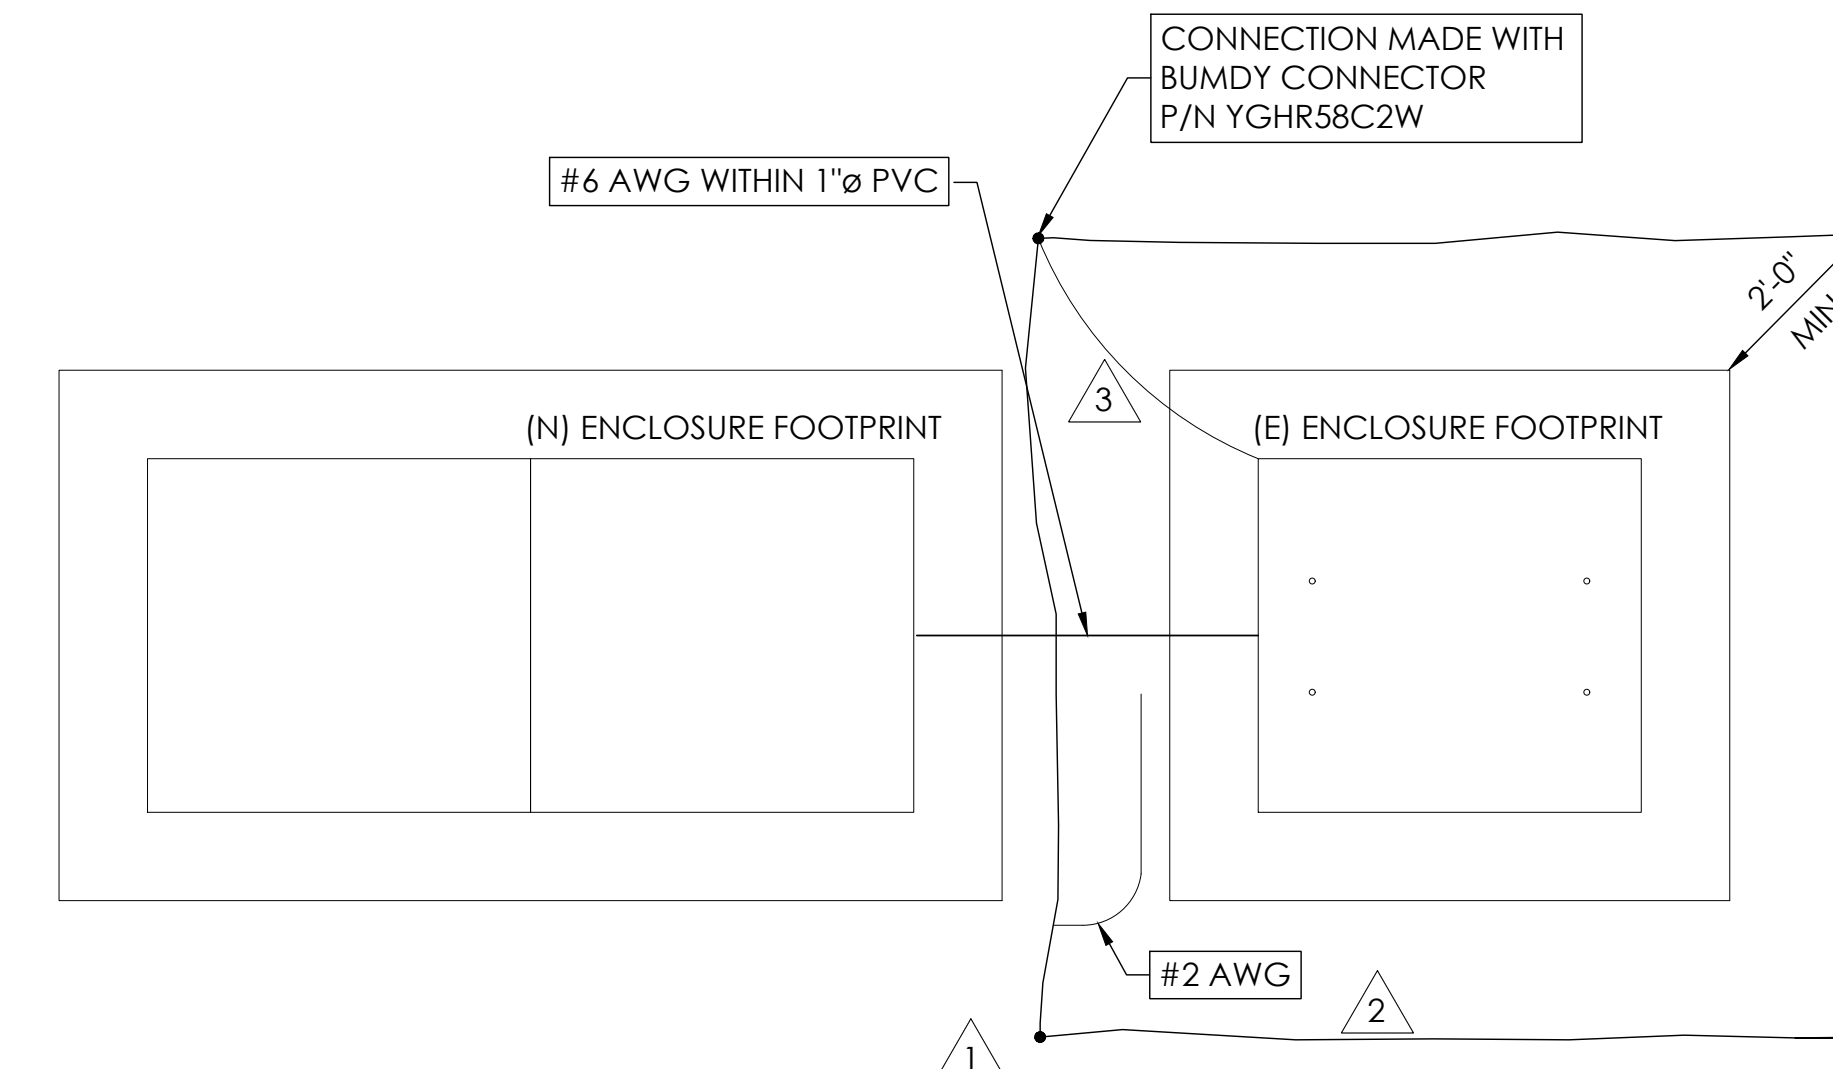 CONNECTION MADE WITH
BUMDY CONNECTOR
P/N YGHR58C2W
#6 AWG WITHIN 1"ø PVC
2'-0"
MIN
3
(N) ENCLOSURE FOOTPRINT
(E) ENCLOSURE FOOTPRINT
#2 AWG
2
1